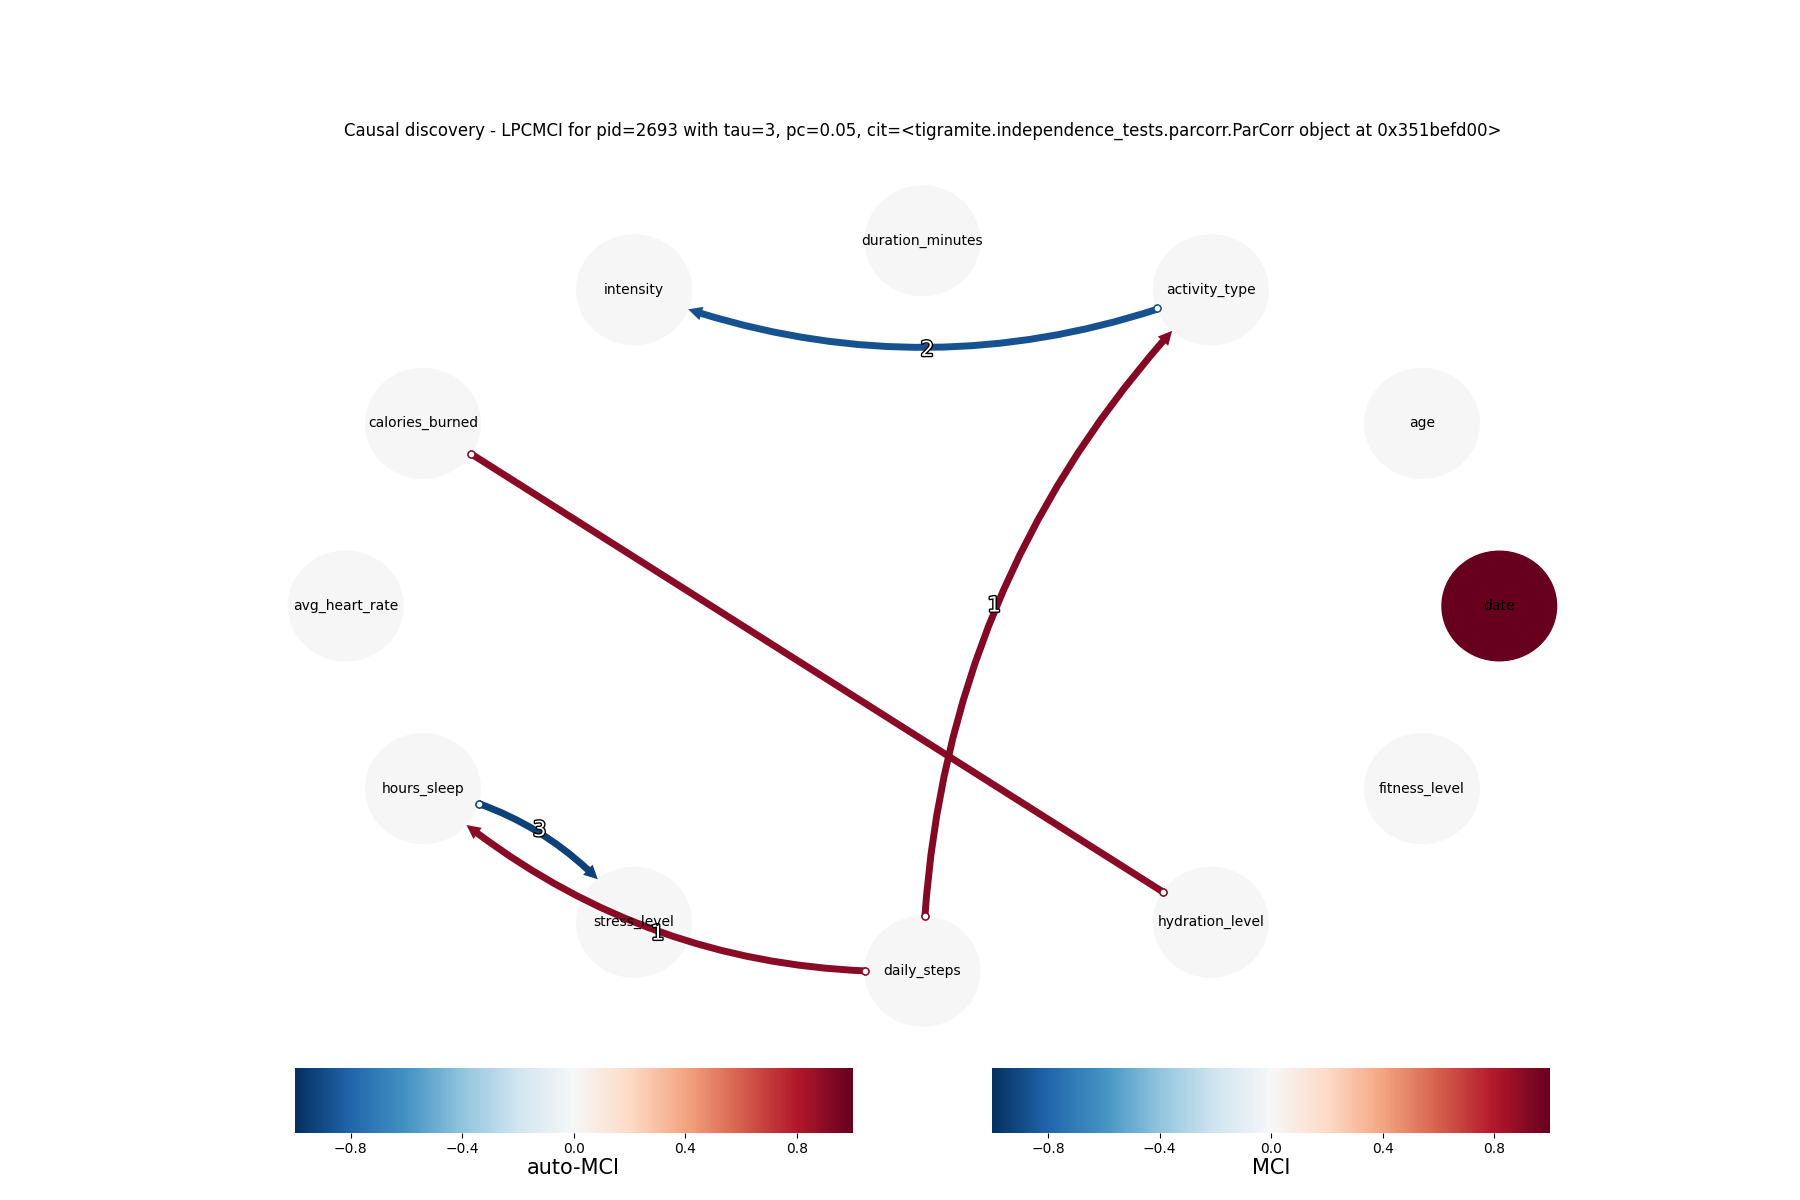 Causal discovery - LPCMCI for pid=2693 with tau=3, pc=0.05, cit=<tigramite.independence_tests.parcorr.ParCorr object at 0x351befd00>
duration_minutes
intensity
activity_type
2
calories_burned
age
avg_heart_rate
1
date
hours_sleep
fitness_level
3
stress_level
1
hydration_level
daily_steps
−0.8 −0.4 0.0 0.4 0.8
auto-MCI
−0.8 −0.4 0.0 0.4 0.8
MCI